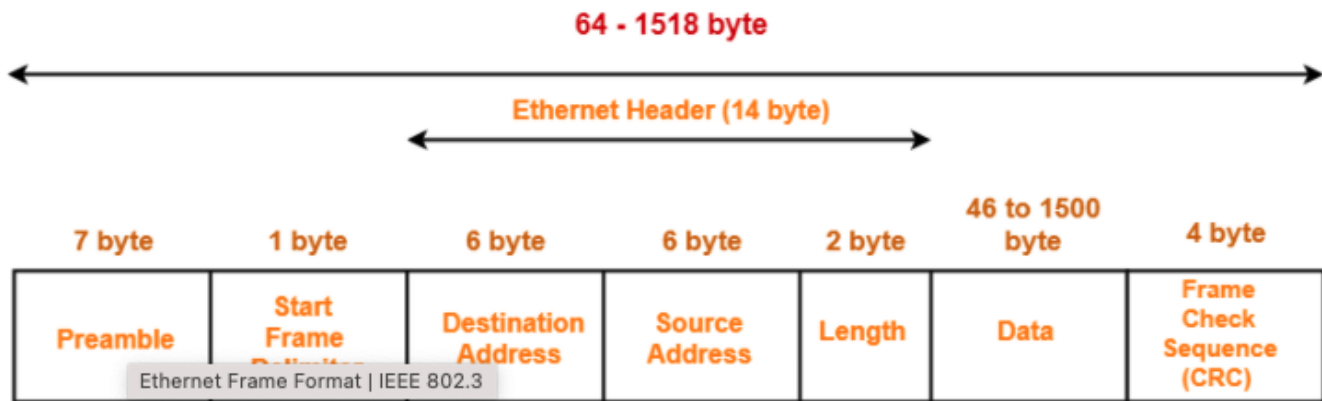 64 - 1518 byte
Ethernet Header (14 byte)
46 to 1500
7 byte 1 byte 6 byte 6 byte 2 byte byte 4 byte
Preamble
Start
Frame
Destination
Address
Source
Address
Length
Data
Frame
Check
Sequence
(CRC)
Ethernet Frame Format | IEEE 802.3